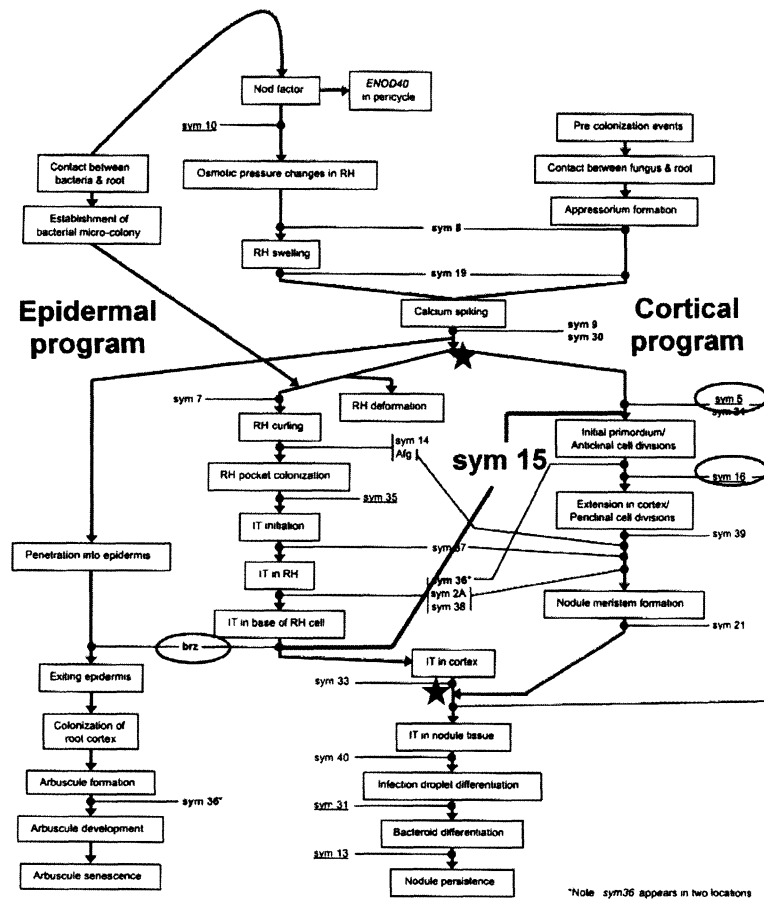 Nod factor
ENOD40
in pericycle
sym 10
Pre colonization events
Contact between
bacteria & root
Osmotic pressure changes in RH
Contact between fungus & root
Establishment of
bacterial micro-colony
Appressorium formation
sym 8
RH swelling
sym 19
Epidermal
program
Calcium spiking
Cortical
program
sym 9
sym 30
sym 7
RH deformation
sym 5
RH curling
Initial primordium/
Anticlinal cell divisions
sym 14
Afg
sym 15
RH pocket colonization
sym 16
sym 35
IT initiation
Extension in cortex/
Periclinal cell divisions
sym 39
Penetration into epidermis
IT in RH
sym 36*
sym 2A
sym 38
Nodule meristem formation
IT in base of RH cell
sym 21
brz
IT in cortex
Exiting epidermis
sym 33
Colonization of
root cortex
IT in nodule tissue
sym 40
Arbuscule formation
Infection droplet differentiation
sym 36*
sym 31
Arbuscule development
Bacteroid differentiation
sym 13
Arbuscule senescence
Nodule persistence
*Note sym36 appears in two locations